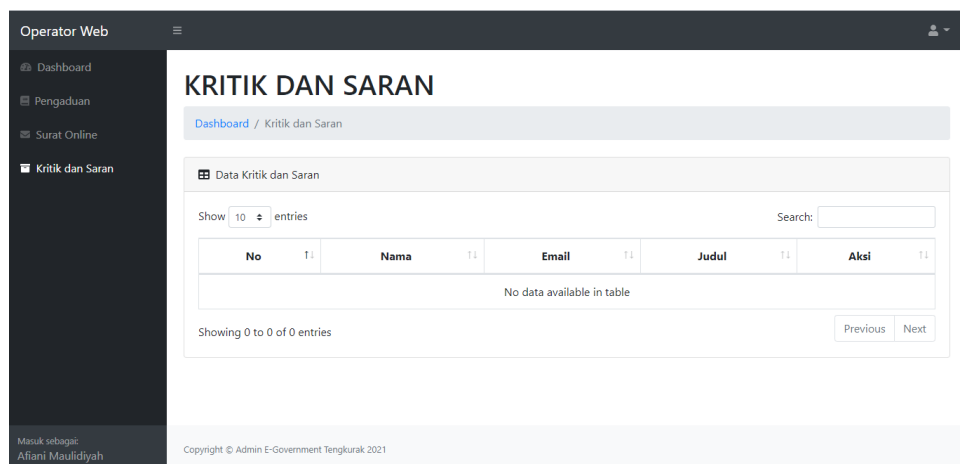 Operator Web
Dashboard
Pengaduan
Surat Online
Kritik dan Saran
Masuk sebagai:
Afiani Maulidiyah
KRITIK DAN SARAN
Dashboard / Kritik dan Saran
Data Kritik dan Saran
Show 10 entries Search:
No Nama Email Judul Aksi
No data available in table
Showing 0 to 0 of 0 entries Previous Next
Copyright © Admin E-Government Tengkurak 2021